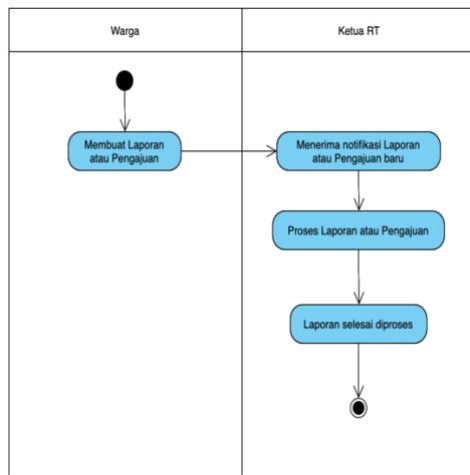 Warga
Ketua RT
Membuat Laporan
atau Pengajuan
Menerima notifikasi Laporan
atau Pengajuan baru
Proses Laporan atau Pengajuan
Laporan selesai diproses